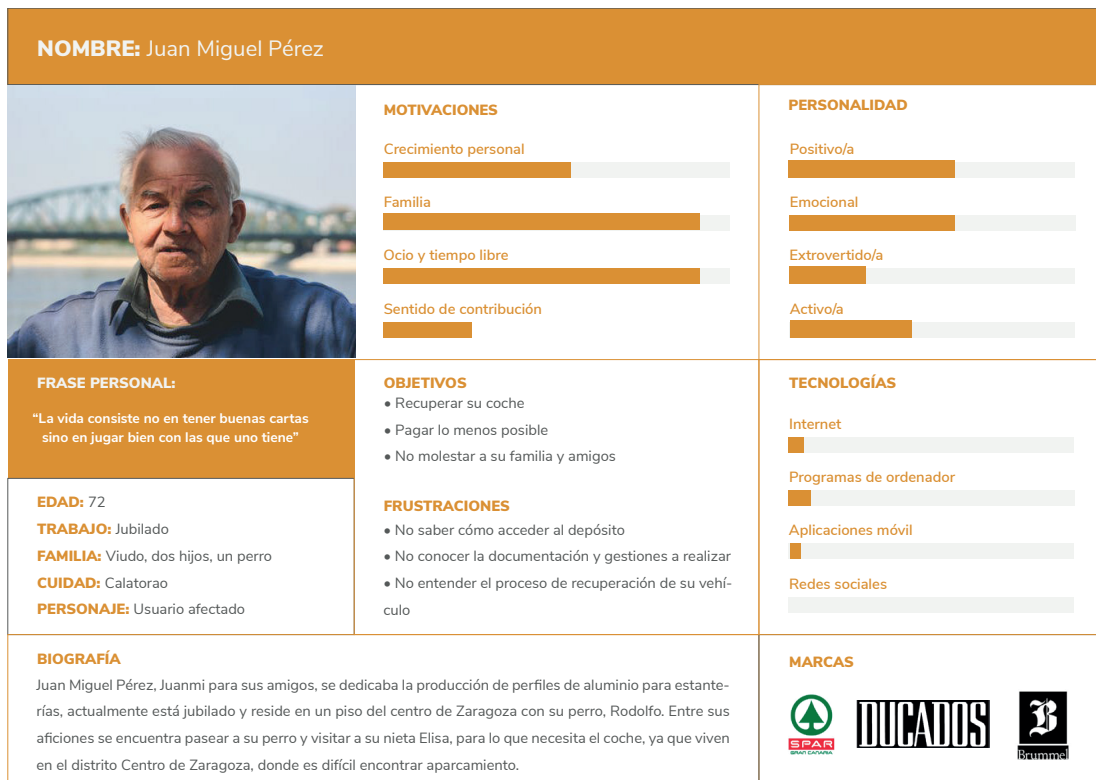 NOMBRE: Juan Miguel Pérez
MOTIVACIONES
Crecimiento personal
Familia
Ocio y tiempo libre
Sentido de contribución
PERSONALIDAD
Positivo/a
Emocional
Extrovertido/a
Activo/a
FRASE PERSONAL:
“La vida consiste no en tener buenas cartas
sino en jugar bien con las que uno tiene”
EDAD: 72
TRABAJO: Jubilado
FAMILIA: Viudo, dos hijos, un perro
CUIDAD: Calatorao
PERSONAJE: Usuario afectado
OBJETIVOS
• Recuperar su coche
• Pagar lo menos posible
• No molestar a su familia y amigos
FRUSTRACIONES
• No saber cómo acceder al depósito
• No conocer la documentación y gestiones a realizar
• No entender el proceso de recuperación de su vehí-
culo
TECNOLOGÍAS
Internet
Programas de ordenador
Aplicaciones móvil
Redes sociales
BIOGRAFÍA
Juan Miguel Pérez, Juanmi para sus amigos, se dedicaba la producción de perfiles de aluminio para estante-
rías, actualmente está jubilado y reside en un piso del centro de Zaragoza con su perro, Rodolfo. Entre sus
aficiones se encuentra pasear a su perro y visitar a su nieta Elisa, para lo que necesita el coche, ya que viven
en el distrito Centro de Zaragoza, donde es difícil encontrar aparcamiento.
MARCAS
SPAR
GRAN CANARIA
DUCADOS
B
Brummel